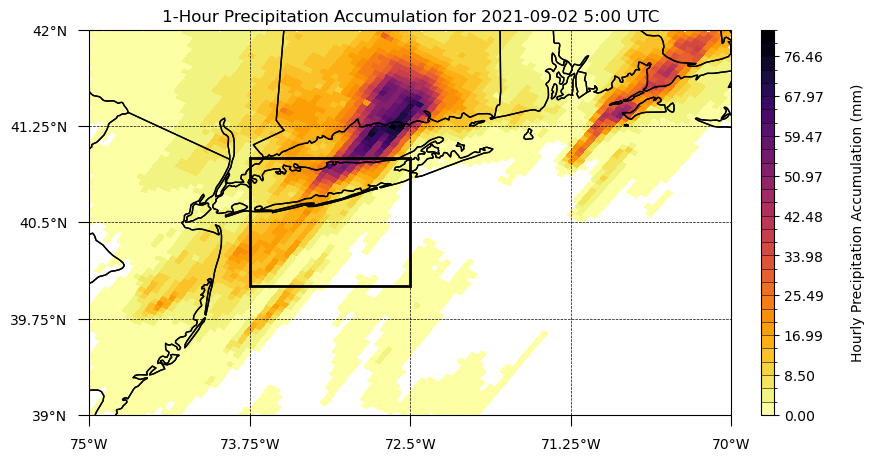 1-Hour Precipitation Accumulation for 2021-09-02 5:00 UTC
42°N
41.25°N
40.5°N
39.75°N
39°N
75°W
73.75°W
72.5°W
71.25°W
70°W
76.46
67.97
59.47
50.97
42.48
33.98
25.49
16.99
8.50
0.00
Hourly Precipitation Accumulation (mm)